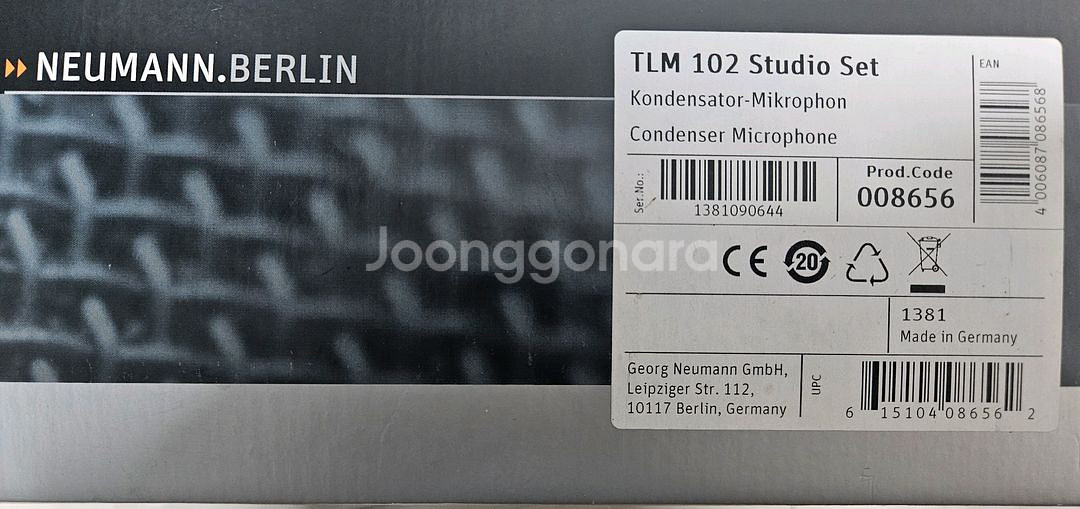 NEUMANN.BERLIN
TLM 102 Studio Set
Kondensator-Mikrophon
Condenser Microphone
EAN
4 006087 086568
Ser.No.:
1381090644
Prod.Code
008656
Joonggonara
CE
20
1381
Made in Germany
Georg Neumann GmbH,
Leipziger Str. 112,
10117 Berlin, Germany
UPC
6 15104 08656 2